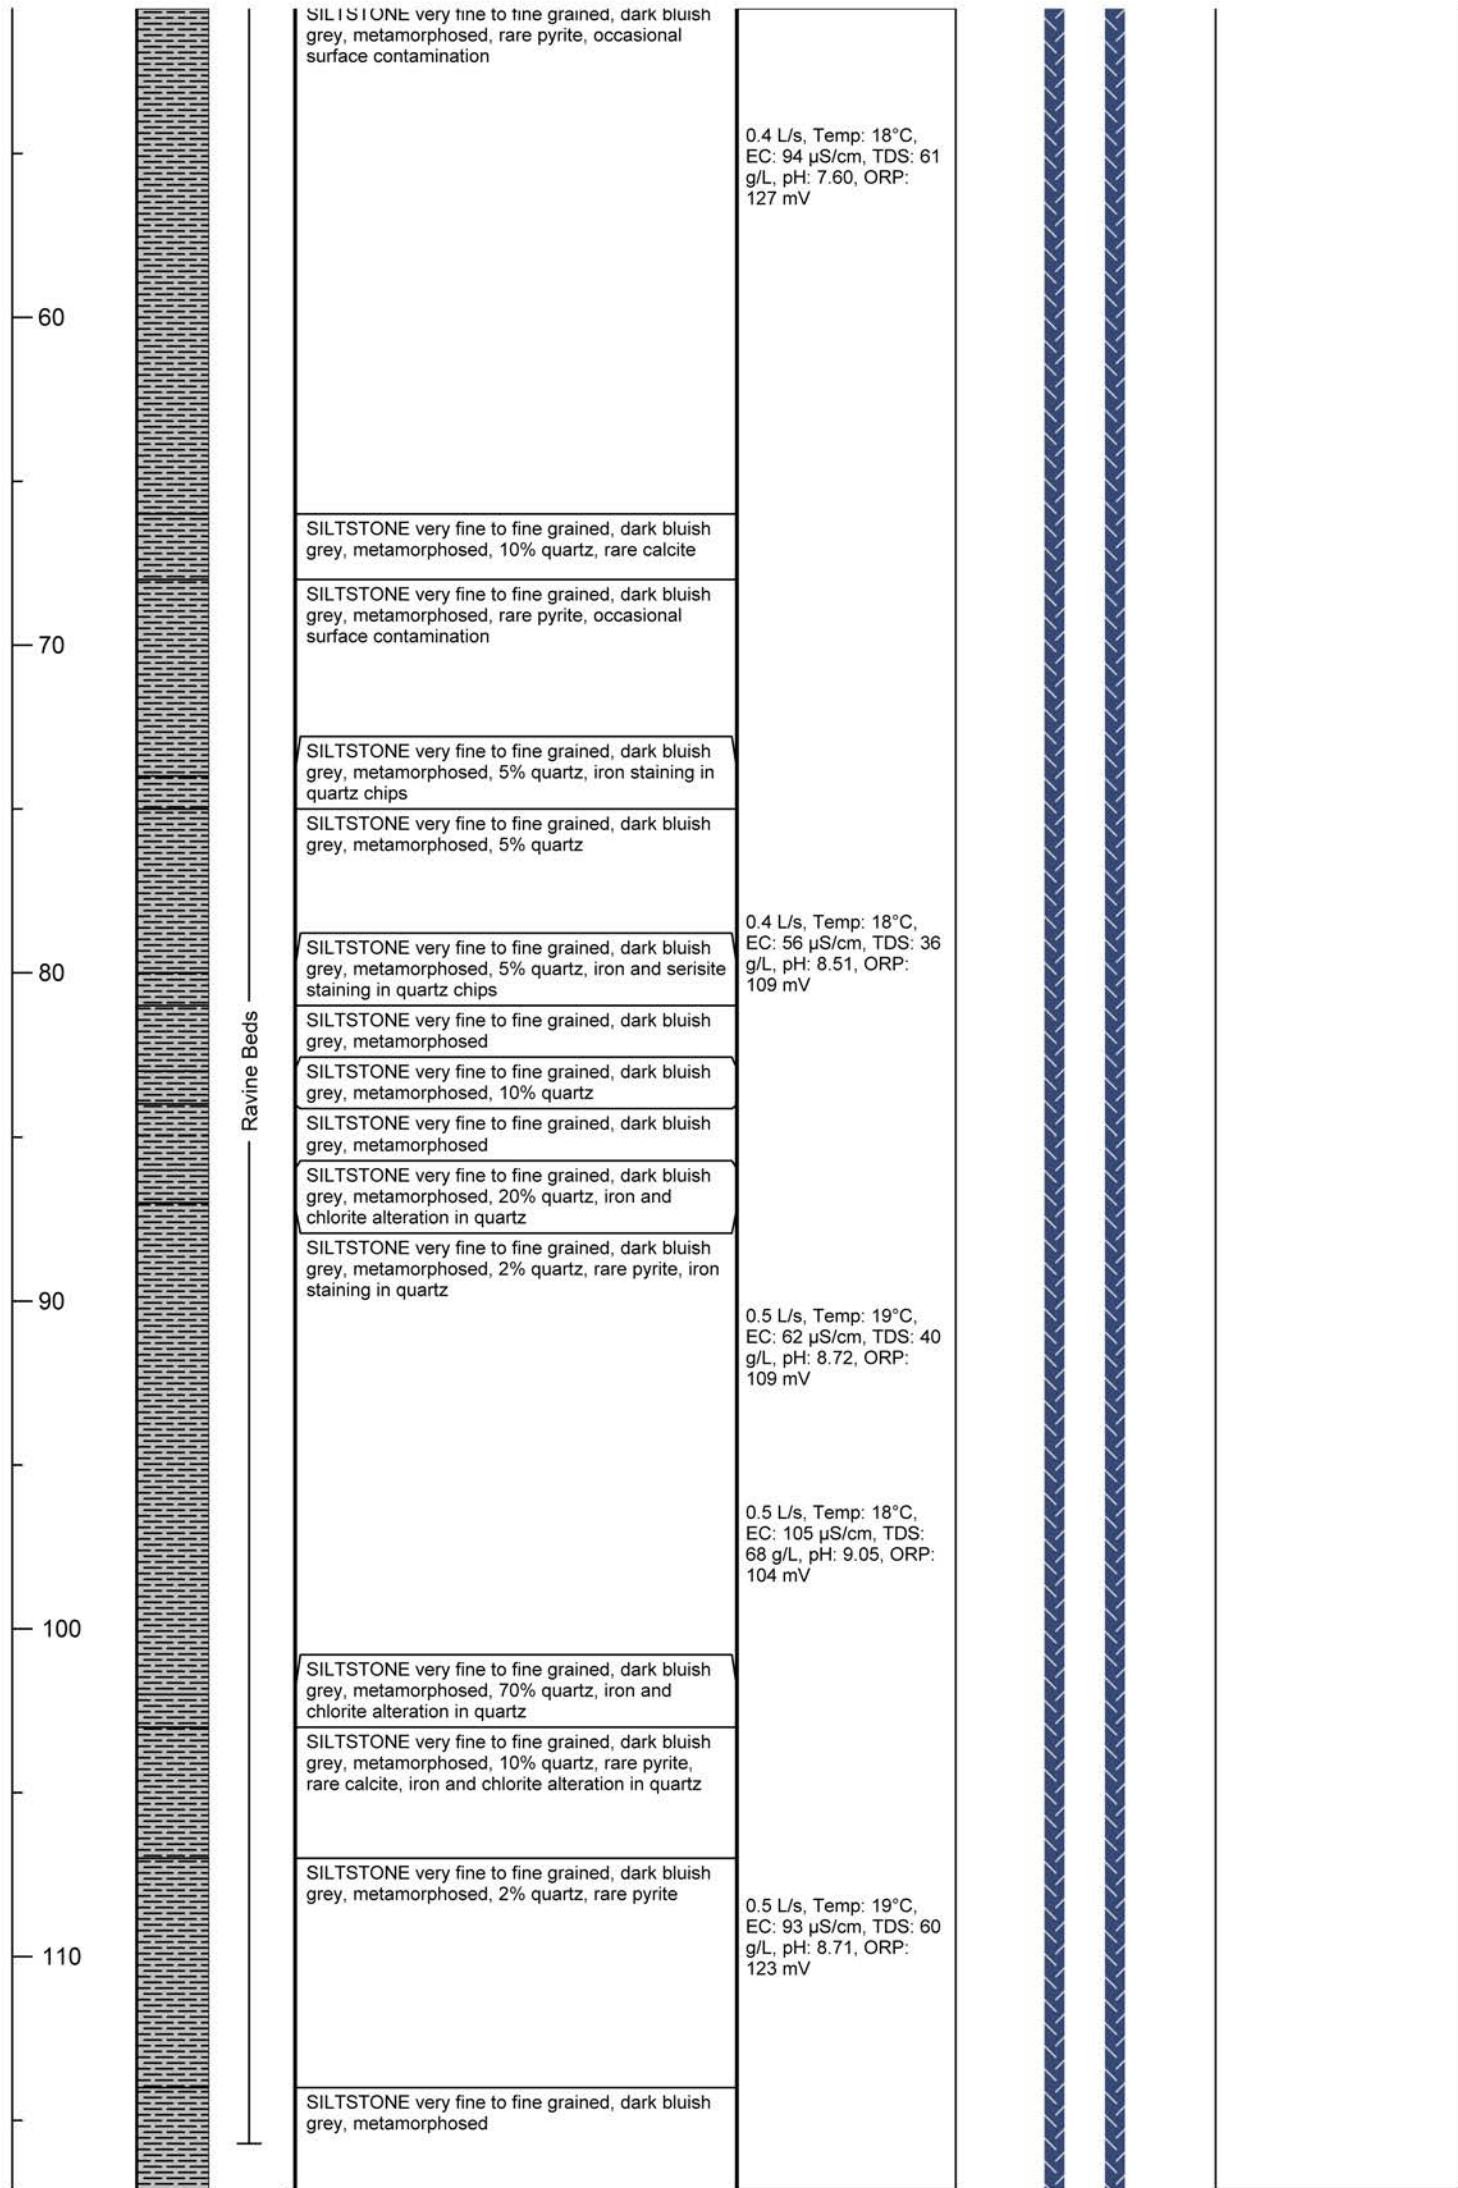 SILTSTONE very fine to fine grained, dark bluish
grey, metamorphosed, rare pyrite, occasional
surface contamination
0.4 L/s, Temp: 18°C,
EC: 94 µS/cm, TDS: 61
g/L, pH: 7.60, ORP:
127 mV
60
SILTSTONE very fine to fine grained, dark bluish
grey, metamorphosed, 10% quartz, rare calcite
SILTSTONE very fine to fine grained, dark bluish
grey, metamorphosed, rare pyrite, occasional
surface contamination
70
SILTSTONE very fine to fine grained, dark bluish
grey, metamorphosed, 5% quartz, iron staining in
quartz chips
SILTSTONE very fine to fine grained, dark bluish
grey, metamorphosed, 5% quartz
0.4 L/s, Temp: 18°C,
EC: 56 µS/cm, TDS: 36
g/L, pH: 8.51, ORP:
109 mV
SILTSTONE very fine to fine grained, dark bluish
grey, metamorphosed, 5% quartz, iron and serisite
staining in quartz chips
80
SILTSTONE very fine to fine grained, dark bluish
grey, metamorphosed
Ravine Beds
SILTSTONE very fine to fine grained, dark bluish
grey, metamorphosed, 10% quartz
SILTSTONE very fine to fine grained, dark bluish
grey, metamorphosed
SILTSTONE very fine to fine grained, dark bluish
grey, metamorphosed, 20% quartz, iron and
chlorite alteration in quartz
SILTSTONE very fine to fine grained, dark bluish
grey, metamorphosed, 2% quartz, rare pyrite, iron
staining in quartz
90
0.5 L/s, Temp: 19°C,
EC: 62 µS/cm, TDS: 40
g/L, pH: 8.72, ORP:
109 mV
0.5 L/s, Temp: 18°C,
EC: 105 µS/cm, TDS:
68 g/L, pH: 9.05, ORP:
104 mV
100
SILTSTONE very fine to fine grained, dark bluish
grey, metamorphosed, 70% quartz, iron and
chlorite alteration in quartz
SILTSTONE very fine to fine grained, dark bluish
grey, metamorphosed, 10% quartz, rare pyrite,
rare calcite, iron and chlorite alteration in quartz
SILTSTONE very fine to fine grained, dark bluish
grey, metamorphosed, 2% quartz, rare pyrite
0.5 L/s, Temp: 19°C,
EC: 93 µS/cm, TDS: 60
g/L, pH: 8.71, ORP:
123 mV
110
SILTSTONE very fine to fine grained, dark bluish
grey, metamorphosed